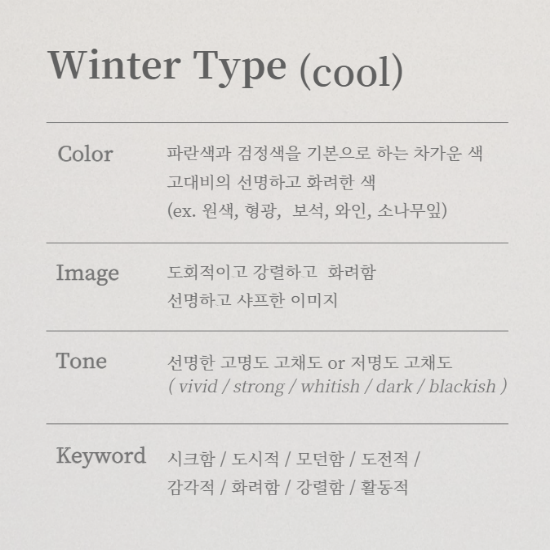 Winter Type (cool)
Color
파란색과 검정색을 기본으로 하는 차가운 색
고대비의 선명하고 화려한 색
(ex. 원색, 형광, 보석, 와인, 소나무잎)
Image
도회적이고 강렬하고 화려함
선명하고 샤프한 이미지
Tone
선명한 고명도 고채도 or 저명도 고채도
( vivid / strong / whitish / dark / blackish )
Keyword
시크함 / 도시적 / 모던함 / 도전적 /
감각적 / 화려함 / 강렬함 / 활동적